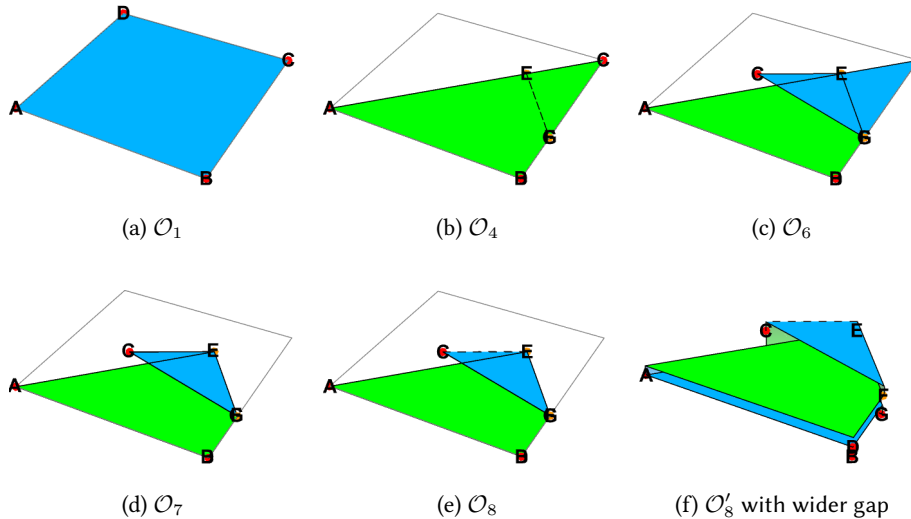 D
C
A
B
(a) 𝒪₁
E C
A
G
D
(b) 𝒪₄
C E
A
G
D
(c) 𝒪₆
C E
A
G
D
(d) 𝒪₇
C E
A
G
D
(e) 𝒪₈
C E
A
F
G
D
B
(f) 𝒪′₈ with wider gap